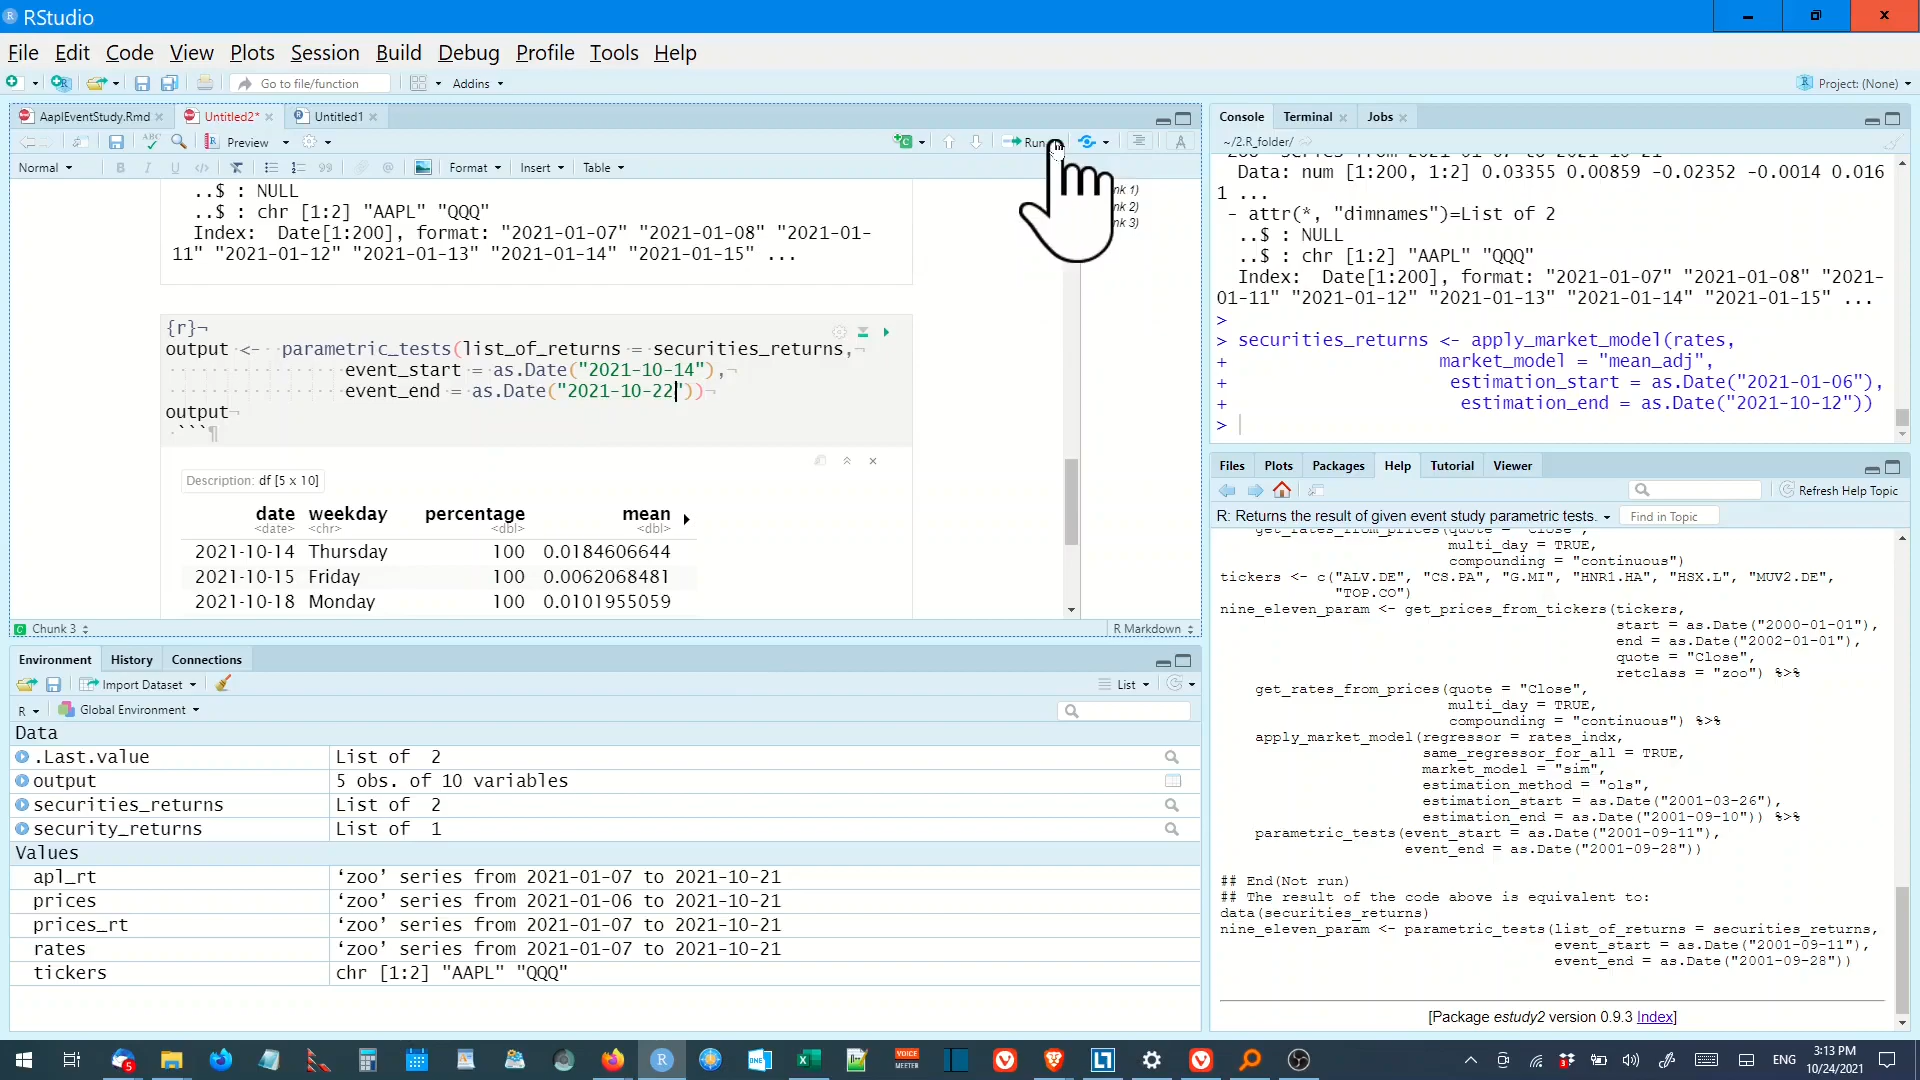 RStudio
File Edit Code View Plots Session Build Debug Profile Tools Help
Go to file/function Addins Project: (None)
AaplEventStudy.Rmd Untitled2* Untitled1
Preview Run
Normal B I U Format Insert Table
..$ : NULL
..$ : chr [1:2] "AAPL" "QQQ"
Index:  Date[1:200], format: "2021-01-07" "2021-01-08" "2021-01-
11" "2021-01-12" "2021-01-13" "2021-01-14" "2021-01-15" ...
nk 1)
nk 2)
nk 3)
{r}¬
output <-  parametric_tests(list_of_returns = securities_returns,¬
event_start = as.Date("2021-10-14"),¬
event_end = as.Date("2021-10-22"))¬
output¬
```¶
Description: df [5 x 10]
date weekday percentage mean
<date> <chr> <dbl> <dbl>
2021-10-14 Thursday 100 0.0184606644
2021-10-15 Friday 100 0.0062068481
2021-10-18 Monday 100 0.0101955059
Chunk 3 R Markdown
Environment History Connections
Import Dataset List
R Global Environment
Data
.Last.value List of  2
output 5 obs. of 10 variables
securities_returns List of  2
security_returns List of  1
Values
apl_rt ‘zoo’ series from 2021-01-07 to 2021-10-21
prices ‘zoo’ series from 2021-01-06 to 2021-10-21
prices_rt ‘zoo’ series from 2021-01-07 to 2021-10-21
rates ‘zoo’ series from 2021-01-07 to 2021-10-21
tickers chr [1:2] "AAPL" "QQQ"
Console Terminal Jobs
~/2.R_folder/
‘zoo’ series from 2021-01-07 to 2021-10-21
Data: num [1:200, 1:2] 0.03355 0.00859 -0.02352 -0.0014 0.016
1 ...
- attr(*, "dimnames")=List of 2
..$ : NULL
..$ : chr [1:2] "AAPL" "QQQ"
Index:  Date[1:200], format: "2021-01-07" "2021-01-08" "2021-
01-11" "2021-01-12" "2021-01-13" "2021-01-14" "2021-01-15" ...
>
> securities_returns <- apply_market_model(rates,
+ market_model = "mean_adj",
+ estimation_start = as.Date("2021-01-06"),
+ estimation_end = as.Date("2021-10-12"))
>
Files Plots Packages Help Tutorial Viewer
Refresh Help Topic
R: Returns the result of given event study parametric tests. Find in Topic
get_rates_from_prices(quote = "Close",
multi_day = TRUE,
compounding = "continuous")
tickers <- c("ALV.DE", "CS.PA", "G.MI", "HNR1.HA", "HSX.L", "MUV2.DE",
"TOP.CO")
nine_eleven_param <- get_prices_from_tickers(tickers,
start = as.Date("2000-01-01"),
end = as.Date("2002-01-01"),
quote = "Close",
retclass = "zoo") %>%
get_rates_from_prices(quote = "Close",
multi_day = TRUE,
compounding = "continuous") %>%
apply_market_model(regressor = rates_indx,
same_regressor_for_all = TRUE,
market_model = "sim",
estimation_method = "ols",
estimation_start = as.Date("2001-03-26"),
estimation_end = as.Date("2001-09-10")) %>%
parametric_tests(event_start = as.Date("2001-09-11"),
event_end = as.Date("2001-09-28"))
## End(Not run)
## The result of the code above is equivalent to:
data(securities_returns)
nine_eleven_param <- parametric_tests(list_of_returns = securities_returns,
event_start = as.Date("2001-09-11"),
event_end = as.Date("2001-09-28"))
[Package estudy2 version 0.9.3 Index]
ENG 3:13 PM
10/24/2021